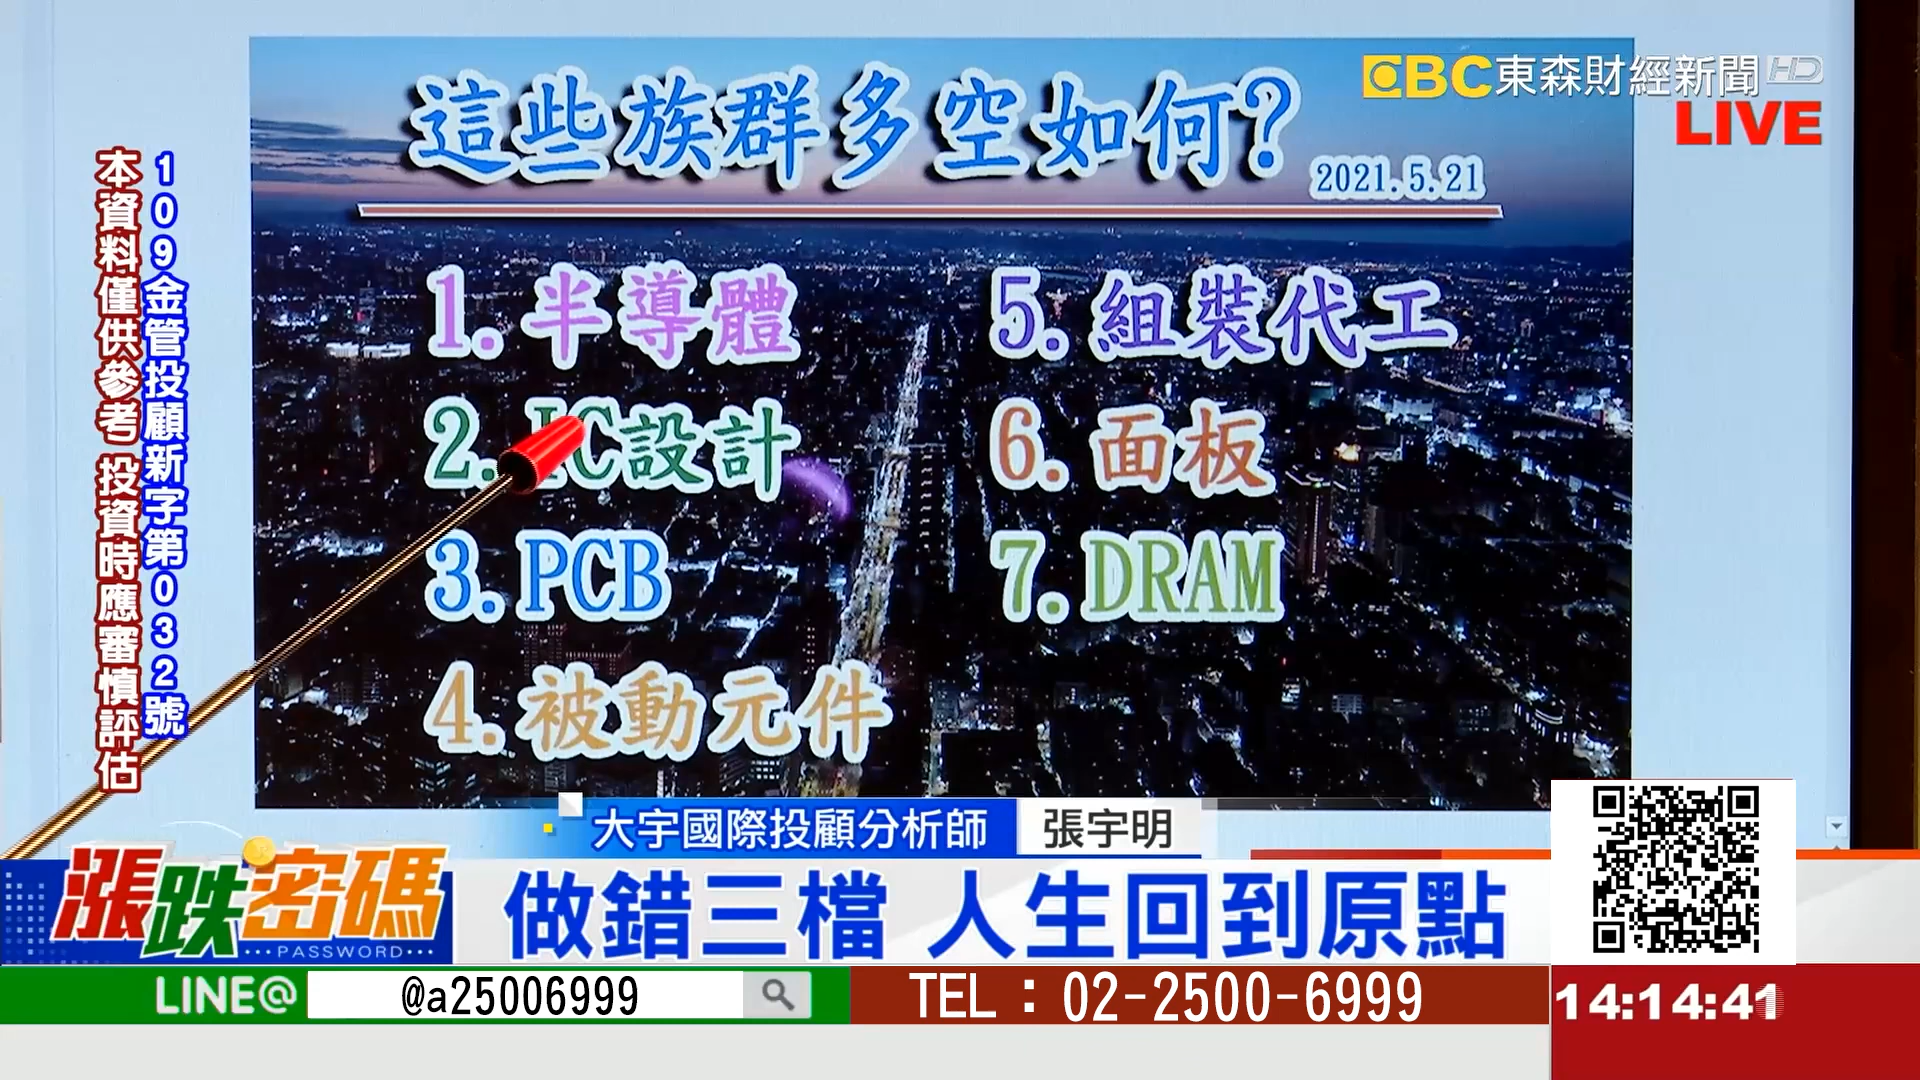 EBC東森財經新聞HD
LIVE
這些族群多空如何?
2021.5.21
1.半導體
2.IC設計
3.PCB
4.被動元件
5.組裝代工
6.面板
7.DRAM
109金管投顧新字第032號
本資料僅供參考 投資時應審慎評估
大宇國際投顧分析師 張宇明
漲跌密碼
PASSWORD
做錯三檔 人生回到原點
LINE@ @a25006999
TEL：02-2500-6999
14:14:41